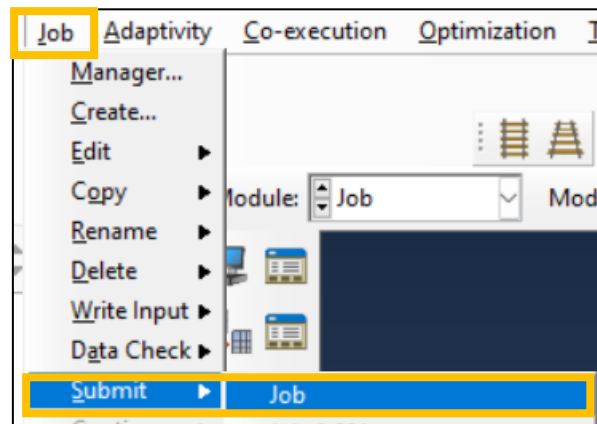 Job Adaptivity Co-execution Optimization
Manager...
Create...
Edit
Copy
Module: Job Mod
Rename
Delete
Write Input
Data Check
Submit Job